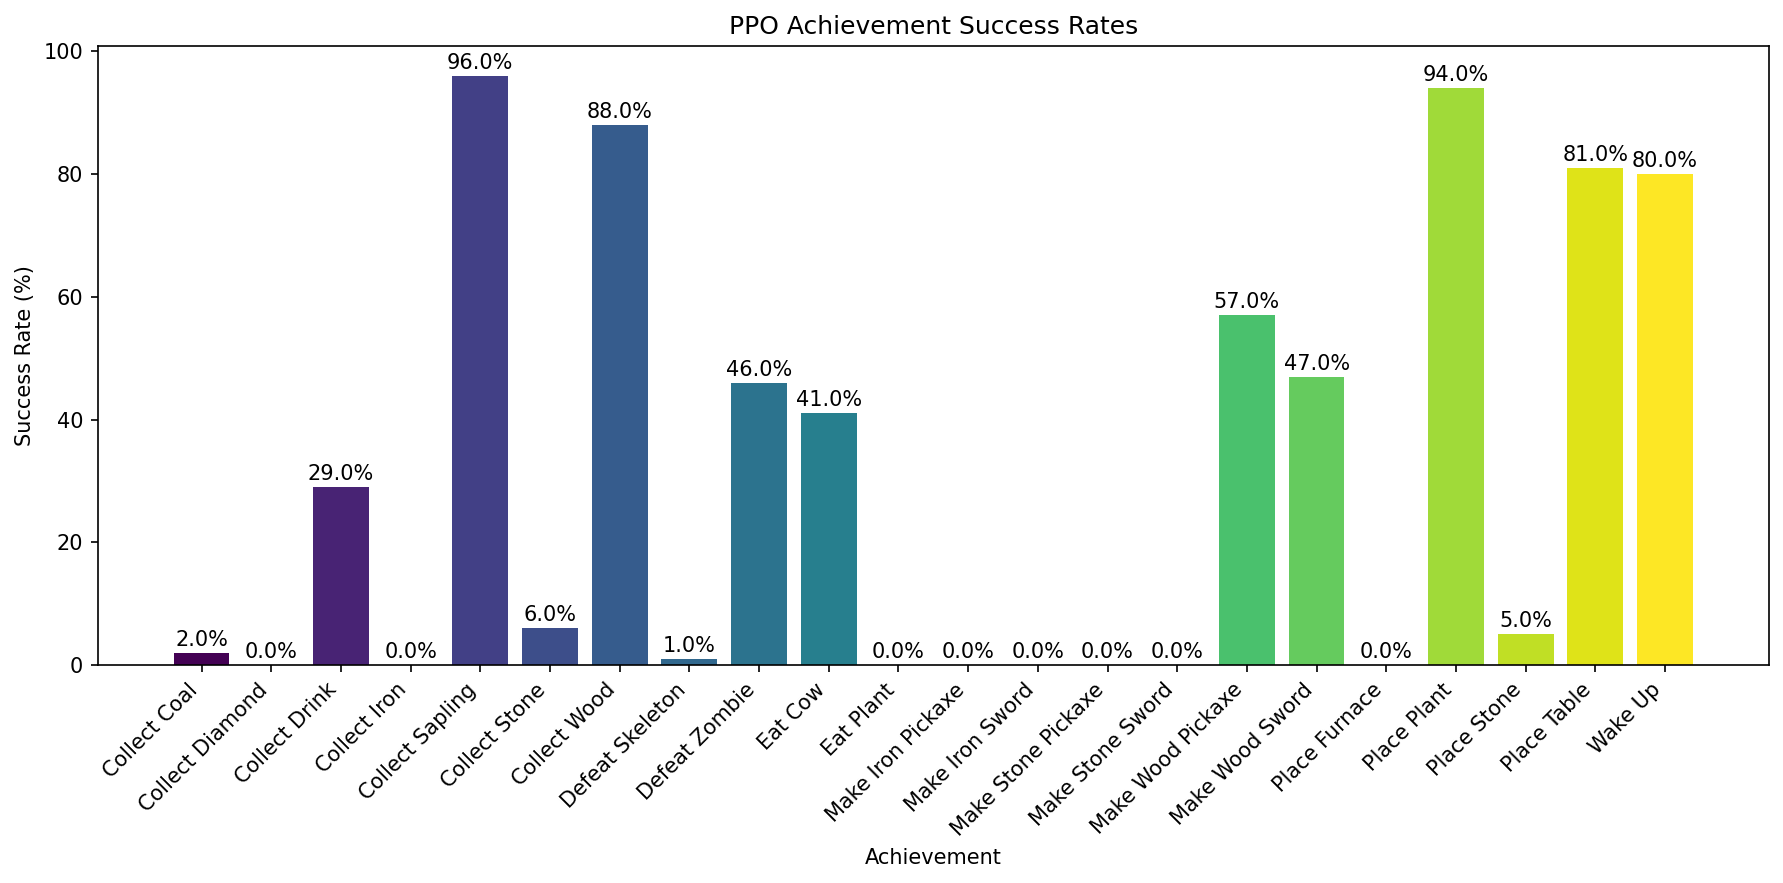 PPO Achievement Success Rates
Success Rate (%)
100
80
60
40
20
0
2.0%
0.0%
29.0%
0.0%
96.0%
6.0%
88.0%
1.0%
46.0%
41.0%
0.0%
0.0%
0.0%
0.0%
0.0%
57.0%
47.0%
0.0%
94.0%
5.0%
81.0%
80.0%
Collect Coal
Collect Diamond
Collect Drink
Collect Iron
Collect Sapling
Collect Stone
Collect Wood
Defeat Skeleton
Defeat Zombie
Eat Cow
Eat Plant
Make Iron Pickaxe
Make Iron Sword
Make Stone Pickaxe
Make Stone Sword
Make Wood Pickaxe
Make Wood Sword
Place Furnace
Place Plant
Place Stone
Place Table
Wake Up
Achievement